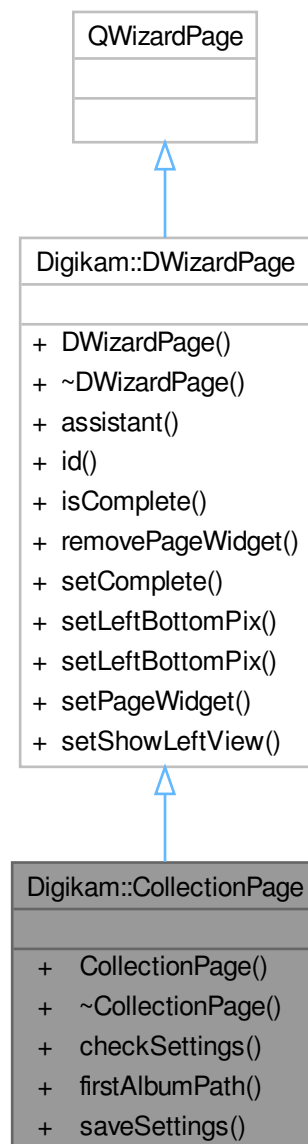 QWizardPage
Digikam::DWizardPage
+ DWizardPage()
+ ~DWizardPage()
+ assistant()
+ id()
+ isComplete()
+ removePageWidget()
+ setComplete()
+ setLeftBottomPix()
+ setLeftBottomPix()
+ setPageWidget()
+ setShowLeftView()
Digikam::CollectionPage
+ CollectionPage()
+ ~CollectionPage()
+ checkSettings()
+ firstAlbumPath()
+ saveSettings()